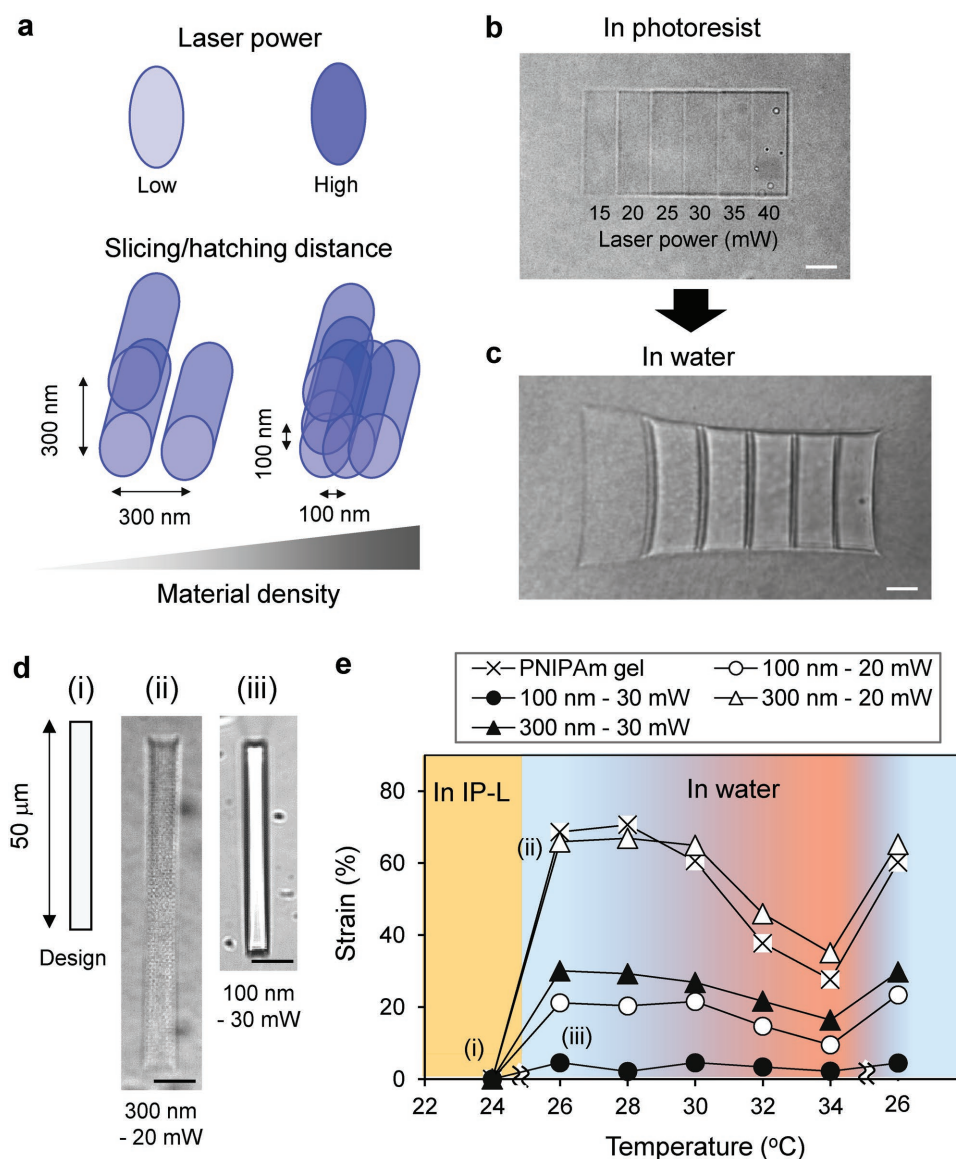 a
Laser power
Low
High
Slicing/hatching distance
300 nm
300 nm
100 nm
100 nm
Material density
b
In photoresist
15 20 25 30 35 40
Laser power (mW)
c
In water
d
(i)
(ii)
(iii)
50 μm
Design
300 nm
- 20 mW
100 nm
- 30 mW
e
PNIPAm gel
100 nm - 20 mW
100 nm - 30 mW
300 nm - 20 mW
300 nm - 30 mW
In IP-L
In water
(ii)
(i)
(iii)
Strain (%)
80
60
40
20
0
22 24 26 28 30 32 34 26
Temperature (°C)